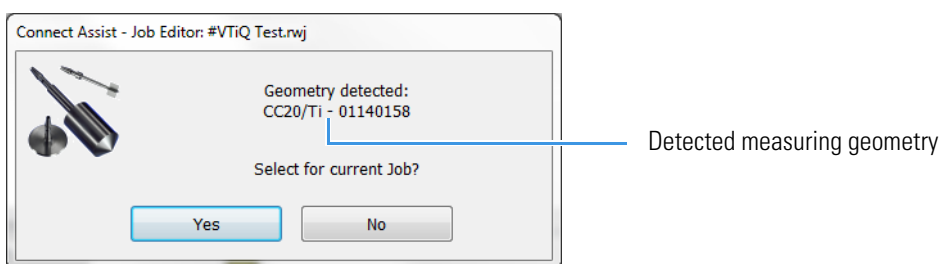 Connect Assist - Job Editor: #VTiQ Test.rwj
Geometry detected:
CC20/Ti - 01140158
Detected measuring geometry
Select for current Job?
Yes
No